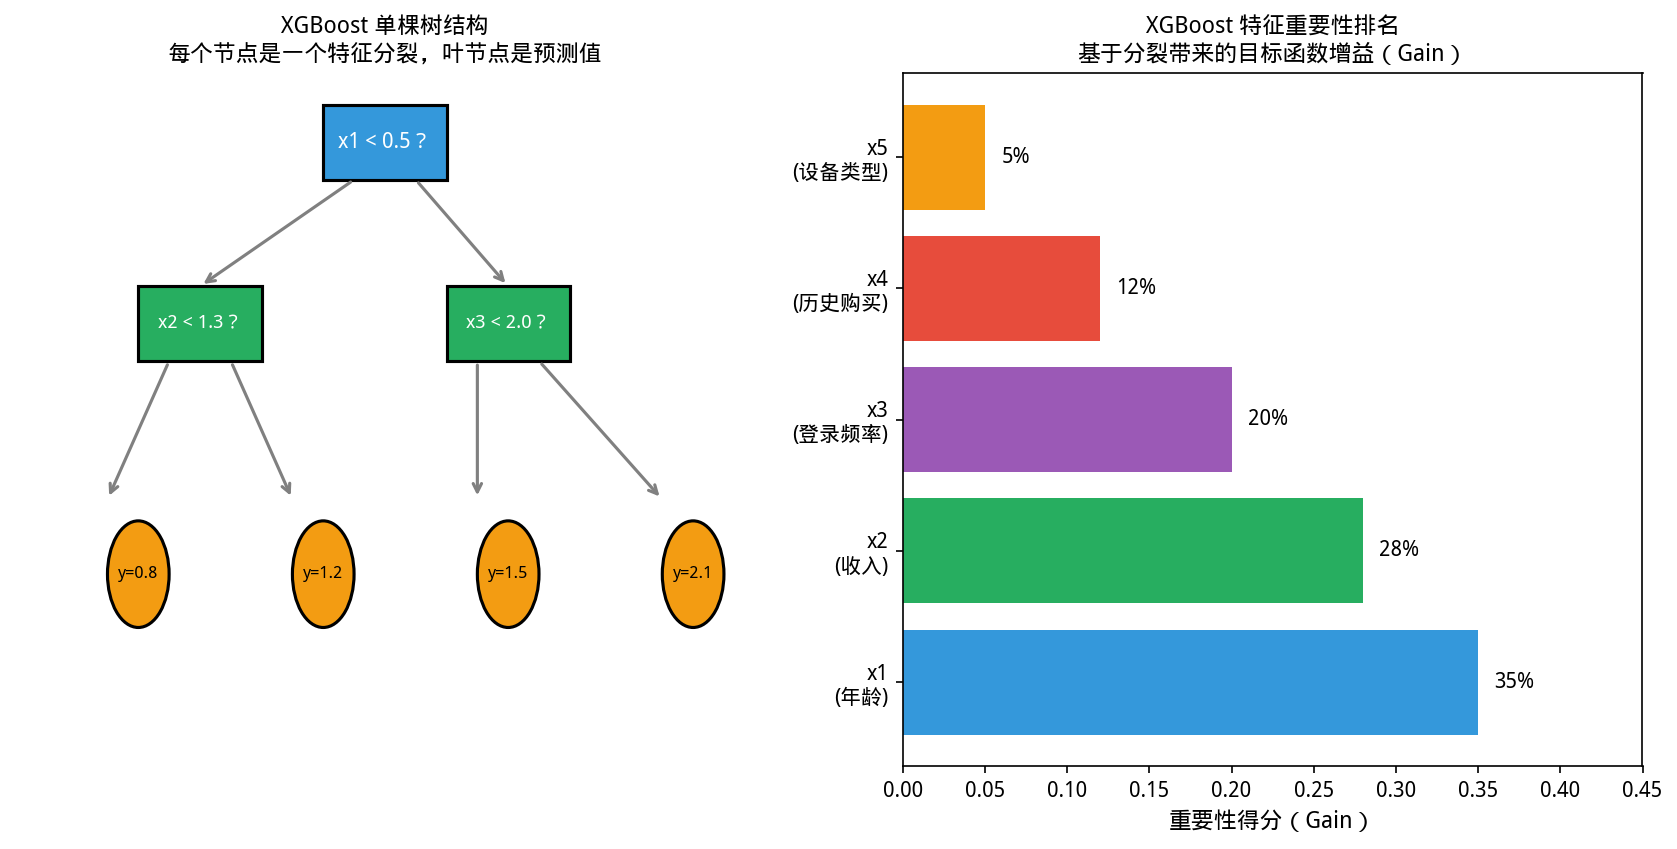 XGBoost 单棵树结构
每个节点是一个特征分裂，叶节点是预测值
x1 < 0.5 ？
x2 < 1.3 ？
x3 < 2.0 ？
y=0.8
y=1.2
y=1.5
y=2.1
XGBoost 特征重要性排名
基于分裂带来的目标函数增益（Gain）
x5
(设备类型)
5%
x4
(历史购买)
12%
x3
(登录频率)
20%
x2
(收入)
28%
x1
(年龄)
35%
0.00 0.05 0.10 0.15 0.20 0.25 0.30 0.35 0.40 0.45
重要性得分（Gain）